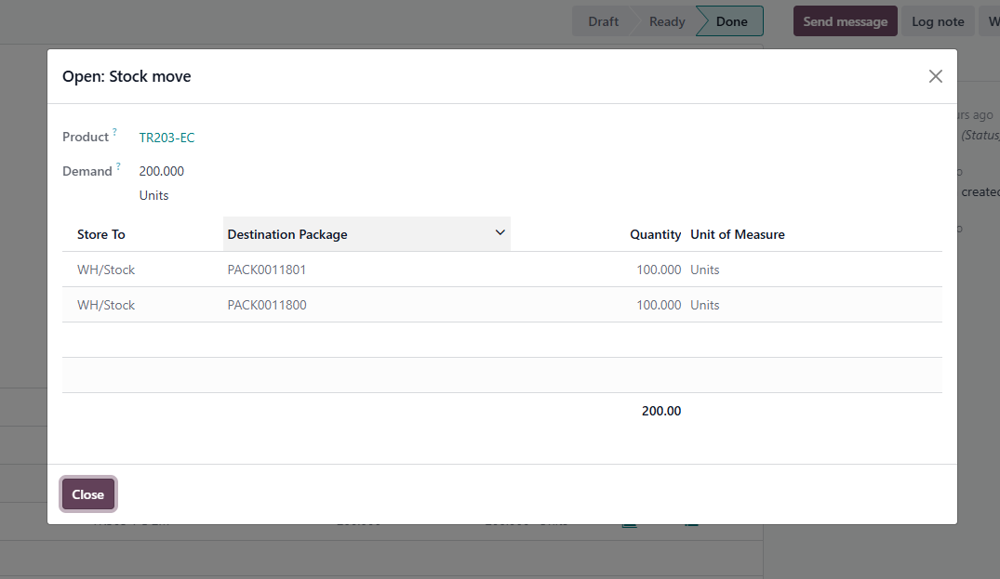 Draft Ready Done Send message Log note W
Open: Stock move
urs ago
Product ? TR203-EC
(Status
Demand ? 200.000
Units
created
Store To Destination Package Quantity Unit of Measure
WH/Stock PACK0011801 100.000 Units
WH/Stock PACK0011800 100.000 Units
200.00
Close